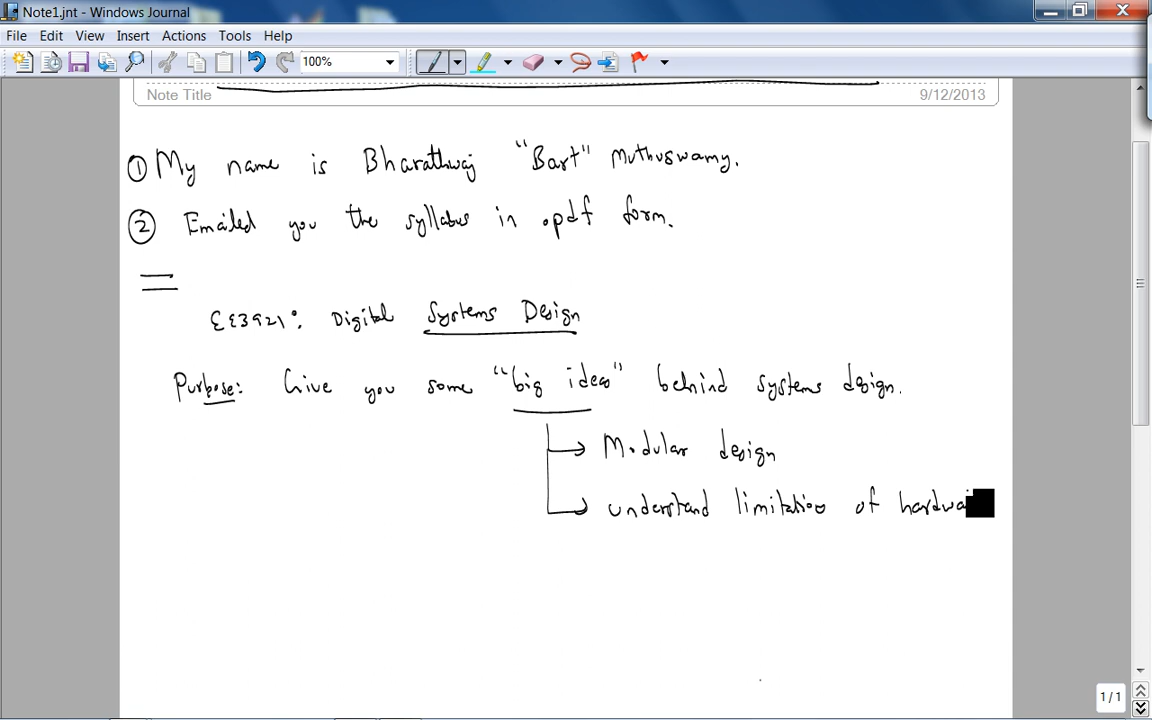 Note1.jnt - Windows Journal
File Edit View Insert Actions Tools Help
100%
Note Title 9/12/2013
① My name is Bharathwaj "Bart" Muthuswamy.
② Emailed you the syllabus in .pdf form.
EE3921: Digital Systems Design
Purpose: Give you some "big ideas" behind systems design.
Modular design
understand limitation of hardwa
1 / 1